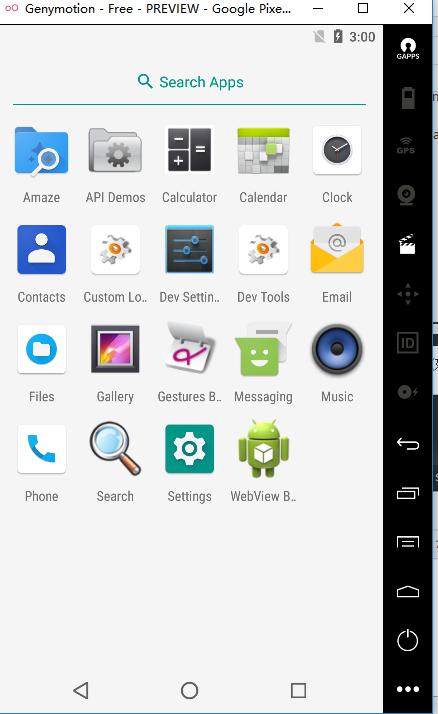 Genymotion - Free - PREVIEW - Google Pixe...
3:00
GAPPS
Search Apps
GPS
Amaze API Demos Calculator Calendar Clock
Contacts Custom Lo.. Dev Settin.. Dev Tools Email
ID
Files Gallery Gestures B.. Messaging Music
Phone Search Settings WebView B..